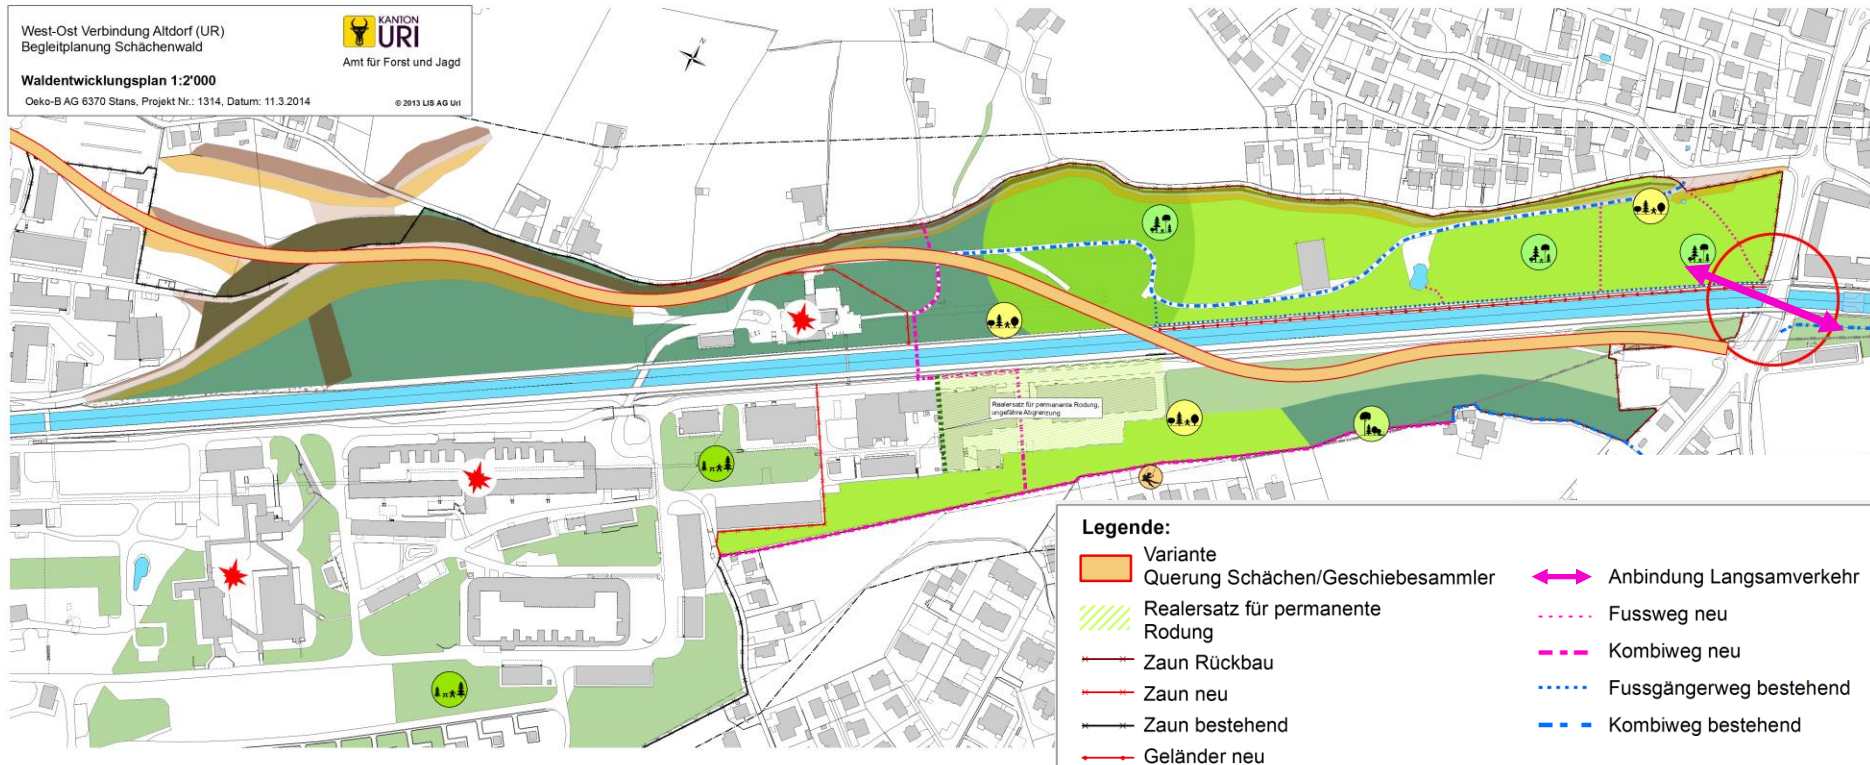 West-Ost Verbindung Altdorf (UR)
Begleitplanung Schächenwald
Waldentwicklungsplan 1:2'000
Oeko-B AG 6370 Stans, Projekt Nr.: 1314, Datum: 11.3.2014
KANTON
URI
Amt für Forst und Jagd
© 2013 LIS AG Uri
N
Realersatz für permanente Rodung,
ungefähre Abgrenzung
Legende:
Variante
Querung Schächen/Geschiebesammler
Realersatz für permanente
Rodung
Zaun Rückbau
Zaun neu
Zaun bestehend
Geländer neu
Anbindung Langsamverkehr
Fussweg neu
Kombiweg neu
Fussgängerweg bestehend
Kombiweg bestehend